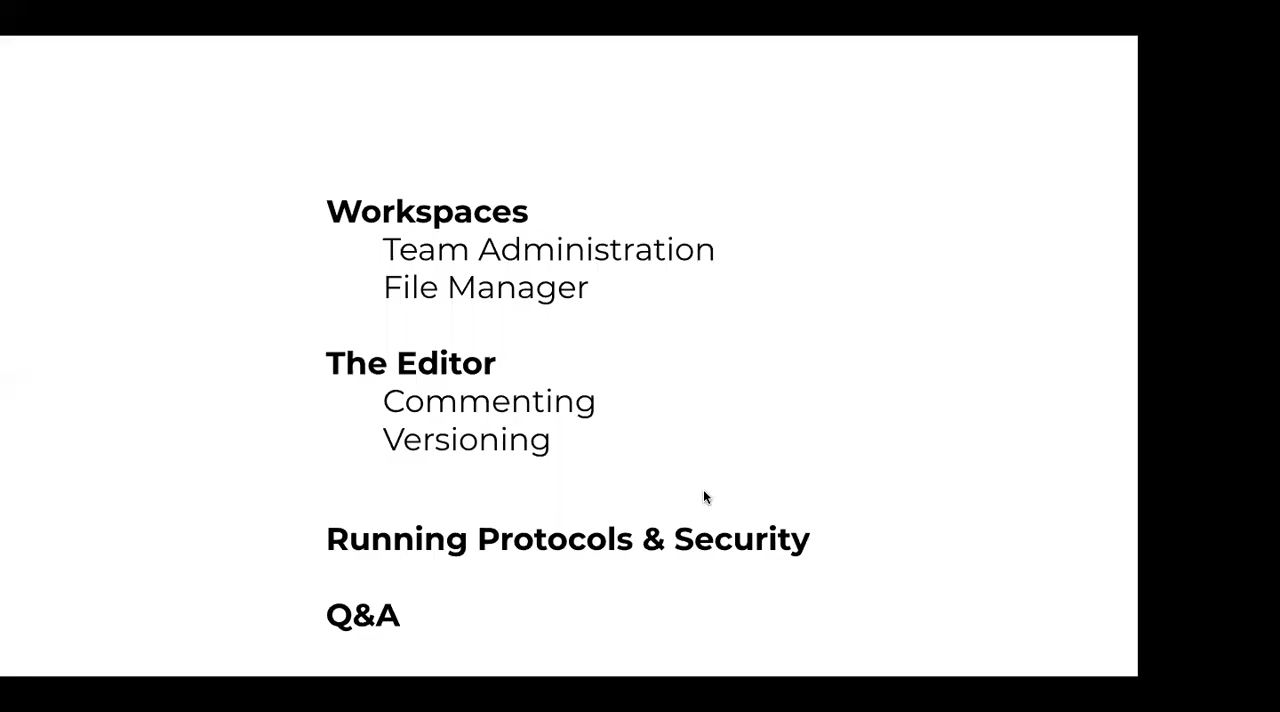 Workspaces
Team Administration
File Manager
The Editor
Commenting
Versioning
Running Protocols & Security
Q&A